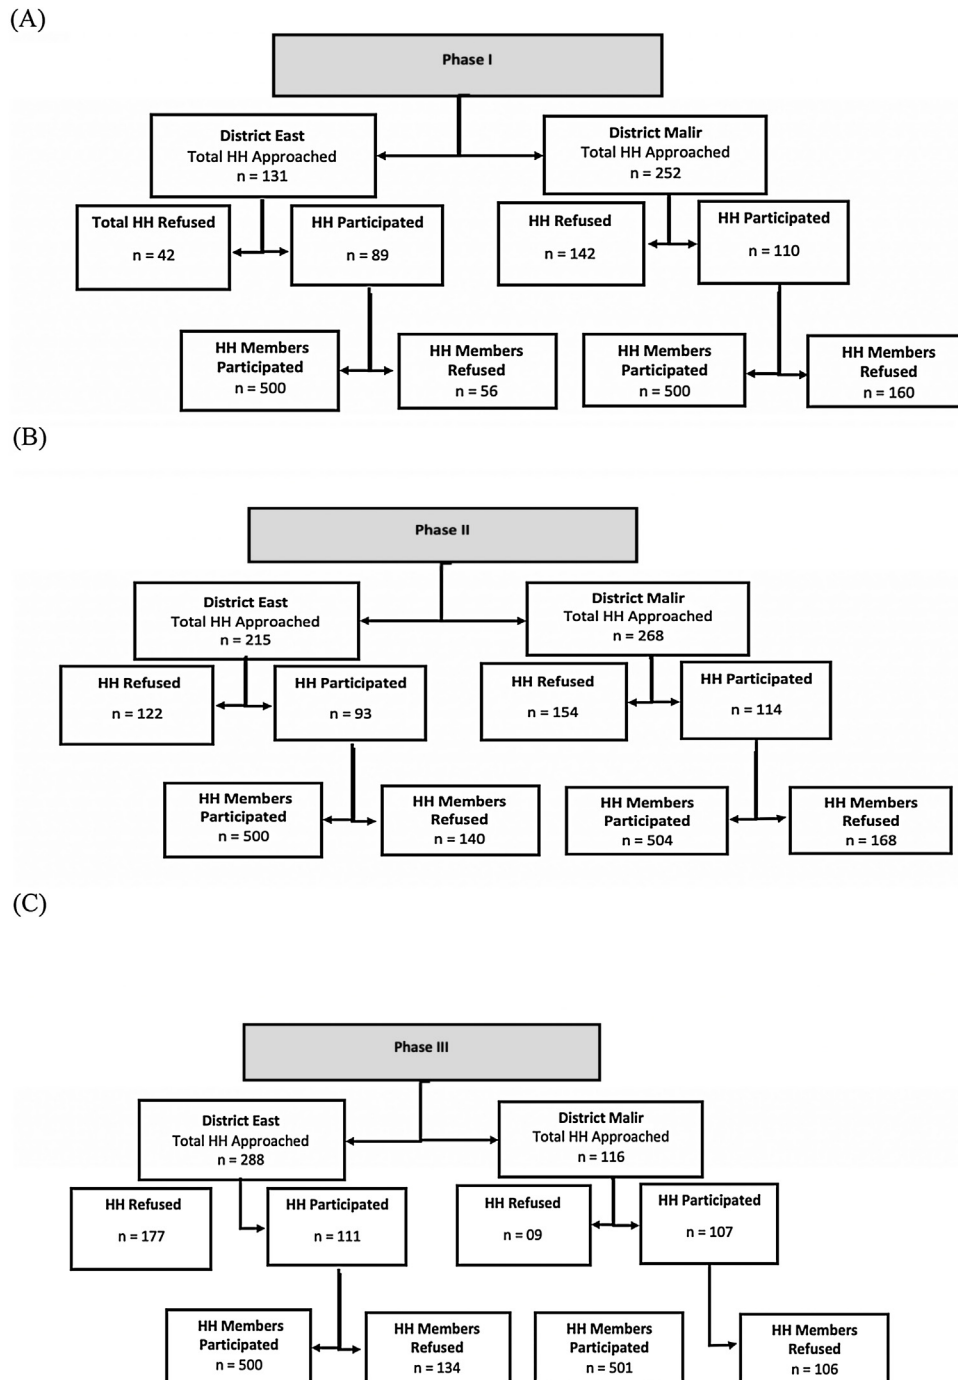 (A)
Phase I
District East
Total HH Approached
n = 131
District Malir
Total HH Approached
n = 252
Total HH Refused
n = 42
HH Participated
n = 89
HH Refused
n = 142
HH Participated
n = 110
HH Members
Participated
n = 500
HH Members
Refused
n = 56
HH Members
Participated
n = 500
HH Members
Refused
n = 160
(B)
Phase II
District East
Total HH Approached
n = 215
District Malir
Total HH Approached
n = 268
HH Refused
n = 122
HH Participated
n = 93
HH Refused
n = 154
HH Participated
n = 114
HH Members
Participated
n = 500
HH Members
Refused
n = 140
HH Members
Participated
n = 504
HH Members
Refused
n = 168
(C)
Phase III
District East
Total HH Approached
n = 288
District Malir
Total HH Approached
n = 116
HH Refused
n = 177
HH Participated
n = 111
HH Refused
n = 09
HH Participated
n = 107
HH Members
Participated
n = 500
HH Members
Refused
n = 134
HH Members
Participated
n = 501
HH Members
Refused
n = 106